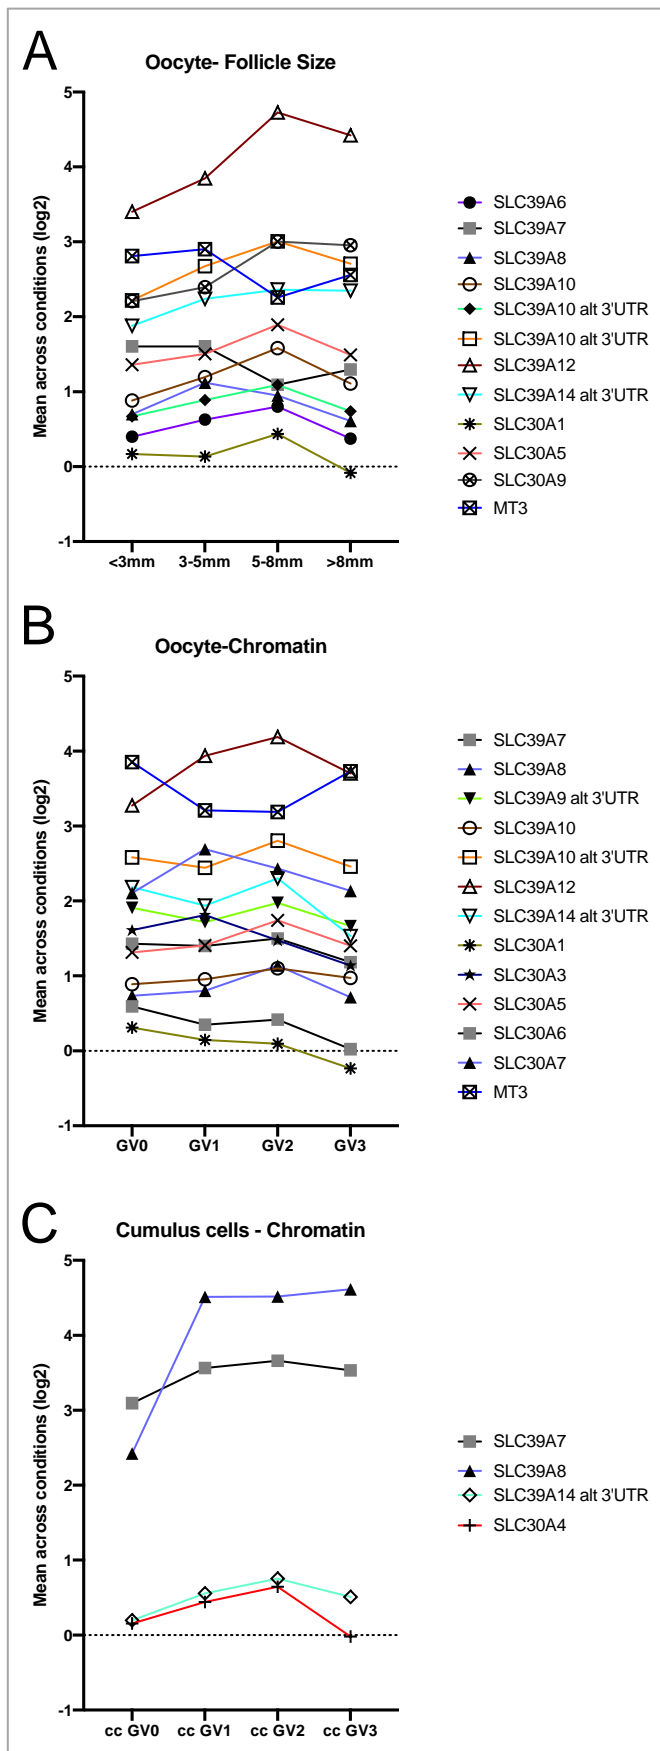 A
Oocyte- Follicle Size
Mean across conditions (log2)
5
4
3
2
1
0
-1
<3mm 3-5mm 5-8mm >8mm
SLC39A6
SLC39A7
SLC39A8
SLC39A10
SLC39A10 alt 3'UTR
SLC39A10 alt 3'UTR
SLC39A12
SLC39A14 alt 3'UTR
SLC30A1
SLC30A5
SLC30A9
MT3
B
Oocyte-Chromatin
Mean across conditions (log2)
5
4
3
2
1
0
-1
GV0 GV1 GV2 GV3
SLC39A7
SLC39A8
SLC39A9 alt 3'UTR
SLC39A10
SLC39A10 alt 3'UTR
SLC39A12
SLC39A14 alt 3'UTR
SLC30A1
SLC30A3
SLC30A5
SLC30A6
SLC30A7
MT3
C
Cumulus cells - Chromatin
Mean across conditions (log2)
5
4
3
2
1
0
-1
cc GV0 cc GV1 cc GV2 cc GV3
SLC39A7
SLC39A8
SLC39A14 alt 3'UTR
SLC30A4